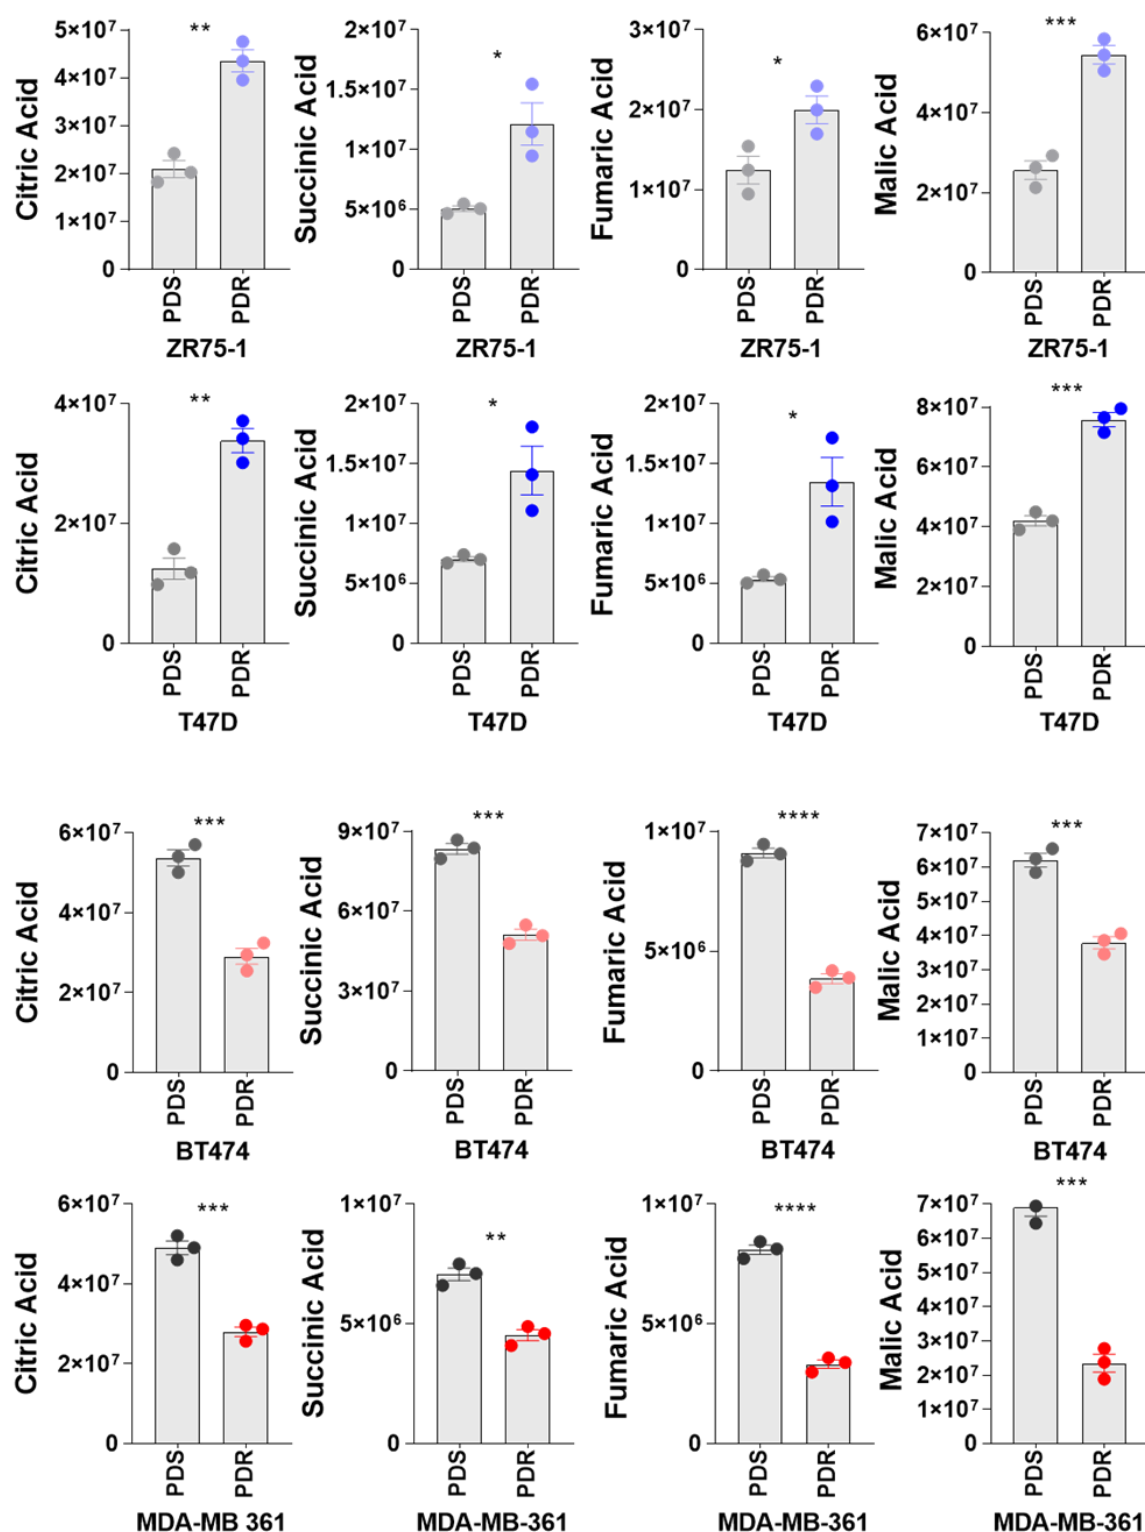 Citric Acid
5×10⁷
4×10⁷
3×10⁷
2×10⁷
1×10⁷
0
**
PDS
PDR
ZR75-1
Succinic Acid
2×10⁷
1.5×10⁷
1×10⁷
5×10⁶
0
*
PDS
PDR
ZR75-1
Fumaric Acid
3×10⁷
2×10⁷
1×10⁷
0
*
PDS
PDR
ZR75-1
Malic Acid
6×10⁷
4×10⁷
2×10⁷
0
***
PDS
PDR
ZR75-1
Citric Acid
4×10⁷
2×10⁷
0
**
PDS
PDR
T47D
Succinic Acid
2×10⁷
1.5×10⁷
1×10⁷
5×10⁶
0
*
PDS
PDR
T47D
Fumaric Acid
2×10⁷
1.5×10⁷
1×10⁷
5×10⁶
0
*
PDS
PDR
T47D
Malic Acid
8×10⁷
6×10⁷
4×10⁷
2×10⁷
0
***
PDS
PDR
T47D
Citric Acid
6×10⁷
4×10⁷
2×10⁷
0
***
PDS
PDR
BT474
Succinic Acid
9×10⁷
6×10⁷
3×10⁷
0
***
PDS
PDR
BT474
Fumaric Acid
1×10⁷
5×10⁶
0
****
PDS
PDR
BT474
Malic Acid
7×10⁷
6×10⁷
5×10⁷
4×10⁷
3×10⁷
2×10⁷
1×10⁷
0
***
PDS
PDR
BT474
Citric Acid
6×10⁷
4×10⁷
2×10⁷
0
***
PDS
PDR
MDA-MB 361
Succinic Acid
1×10⁷
5×10⁶
0
**
PDS
PDR
MDA-MB-361
Fumaric Acid
1×10⁷
5×10⁶
0
****
PDS
PDR
MDA-MB-361
Malic Acid
7×10⁷
6×10⁷
5×10⁷
4×10⁷
3×10⁷
2×10⁷
1×10⁷
0
***
PDS
PDR
MDA-MB-361